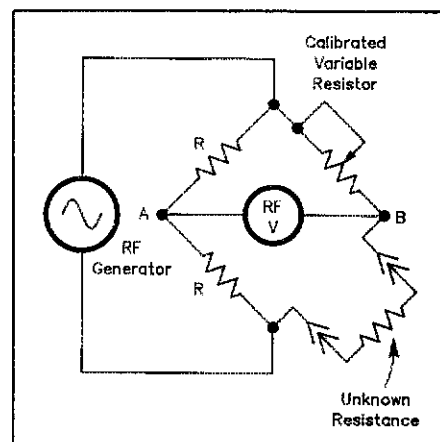 Calibrated
Variable
Resistor
R
A
RF
V
B
RF
Generator
R
Unknown
Resistance